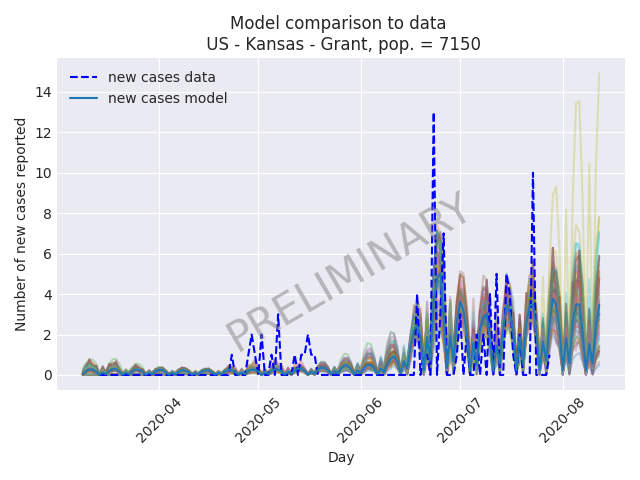 Model comparison to data
US - Kansas - Grant, pop. = 7150
new cases data
new cases model
Number of new cases reported
14
12
10
8
6
4
2
0
PRELIMINARY
2020-04
2020-05
2020-06
2020-07
2020-08
Day